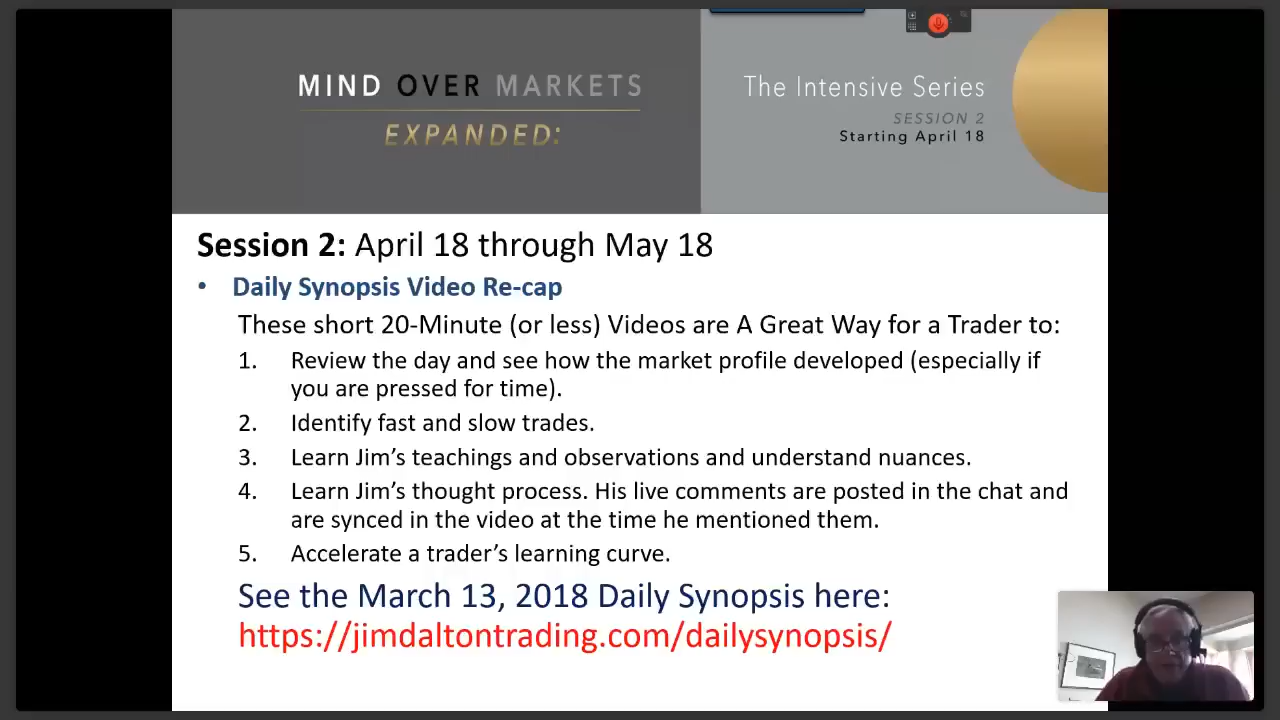 MIND OVER MARKETS
EXPANDED:
The Intensive Series
SESSION 2
Starting April 18
Session 2: April 18 through May 18
• Daily Synopsis Video Re-cap
These short 20-Minute (or less) Videos are A Great Way for a Trader to:
1. Review the day and see how the market profile developed (especially if
you are pressed for time).
2. Identify fast and slow trades.
3. Learn Jim’s teachings and observations and understand nuances.
4. Learn Jim’s thought process. His live comments are posted in the chat and
are synced in the video at the time he mentioned them.
5. Accelerate a trader’s learning curve.
See the March 13, 2018 Daily Synopsis here:
https://jimdaltontrading.com/dailysynopsis/